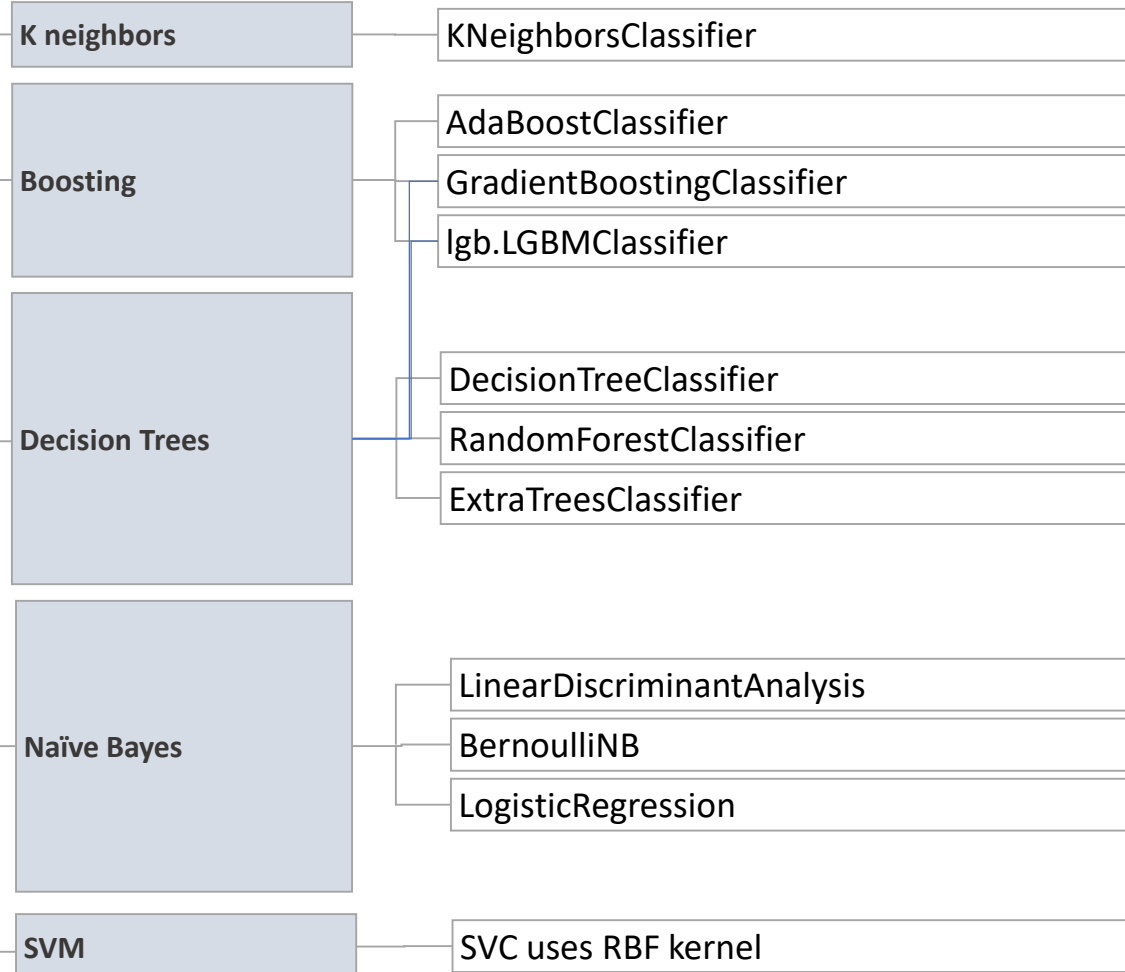 K neighbors
KNeighborsClassifier
Boosting
AdaBoostClassifier
GradientBoostingClassifier
lgb.LGBMClassifier
Decision Trees
DecisionTreeClassifier
RandomForestClassifier
ExtraTreesClassifier
Naïve Bayes
LinearDiscriminantAnalysis
BernoulliNB
LogisticRegression
SVM
SVC uses RBF kernel